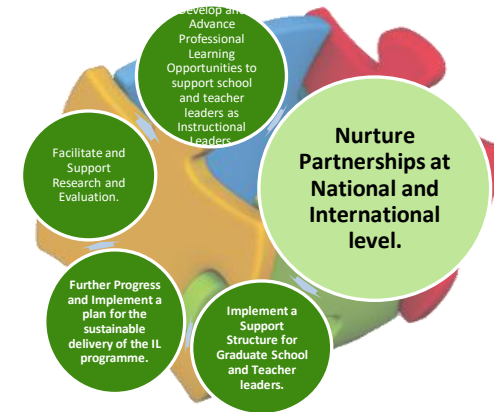 Develop and
Advance
Professional
Learning
Opportunities to
support school
and teacher
leaders as
Instructional
Leaders
Nurture
Partnerships at
National and
International
level.
Facilitate and
Support
Research and
Evaluation.
Further Progress
and Implement a
plan for the
sustainable
delivery of the IL
programme.
Implement a
Support
Structure for
Graduate School
and Teacher
leaders.